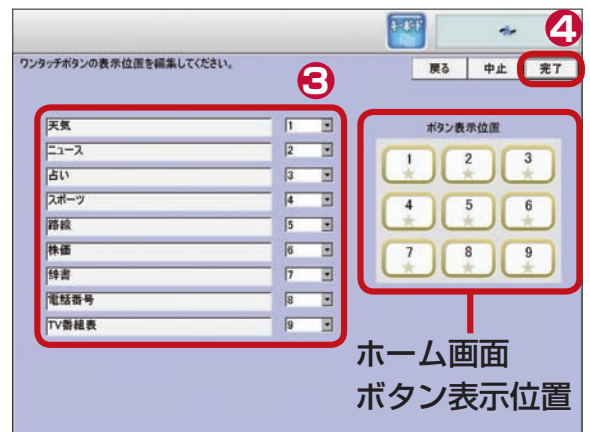 キーボード
4
ワンタッチボタンの表示位置を編集してください。
戻る 中止 完了
3
天気 1
ニュース 2
占い 3
スポーツ 4
路線 5
株価 6
辞書 7
電話番号 8
TV番組表 9
ボタン表示位置
1 2 3
4 5 6
7 8 9
ホーム画面
ボタン表示位置